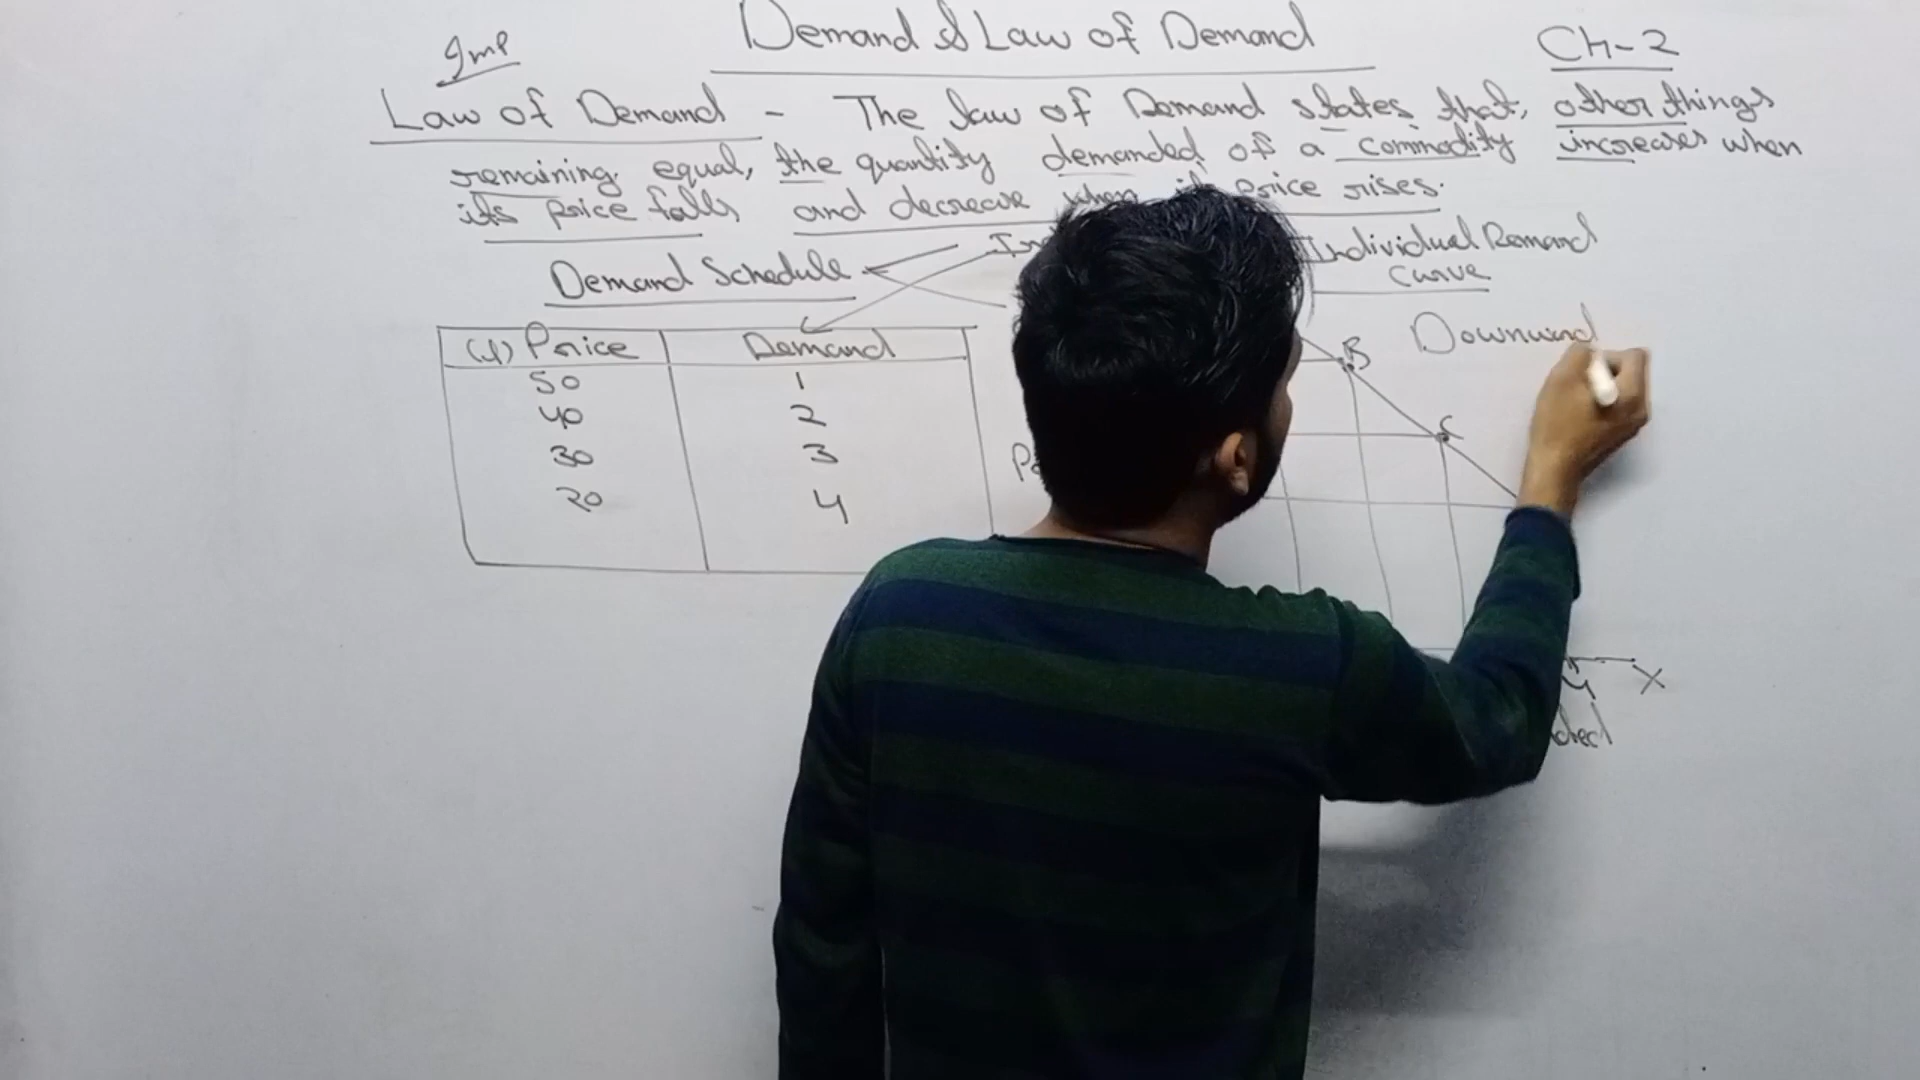 Demand & Law of Demand
Imp
Ch-2
Law of Demand - The law of Demand states that, other things
remaining equal, the quantity demanded of a commodity increases when
its price falls and decrease when its price rises.
Demand Schedule
Individual Demand
Curve
(₹) Price Demand
50 1
40 2
30 3
20 4
B
C
Downward
4 X